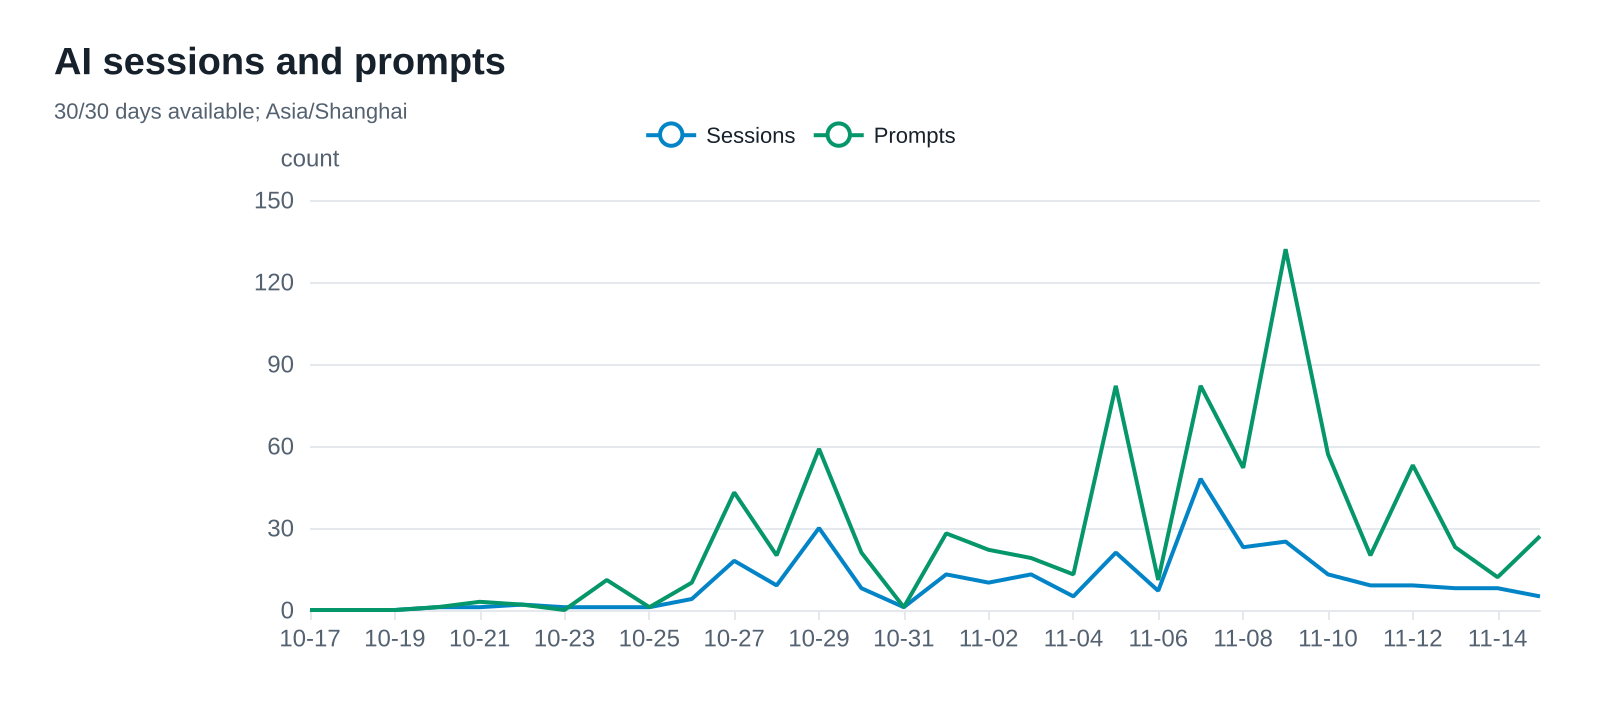 AI sessions and prompts
30/30 days available; Asia/Shanghai
Sessions Prompts
count
150
120
90
60
30
0
10-17 10-19 10-21 10-23 10-25 10-27 10-29 10-31 11-02 11-04 11-06 11-08 11-10 11-12 11-14